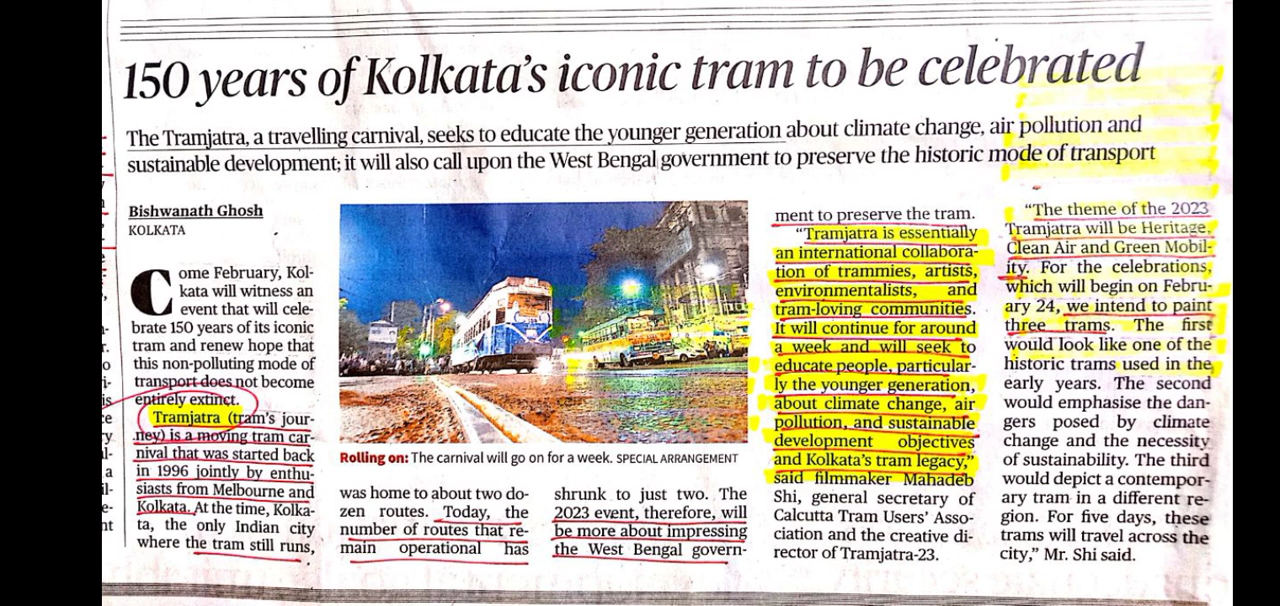 150 years of Kolkata's iconic tram to be celebrated
The Tramjatra, a travelling carnival, seeks to educate the younger generation about climate change, air pollution and
sustainable development; it will also call upon the West Bengal government to preserve the historic mode of transport
Bishwanath Ghosh
KOLKATA
Come February, Kol-
kata will witness an
event that will cele-
brate 150 years of its iconic
tram and renew hope that
this non-polluting mode of
transport does not become
entirely extinct.
Tramjatra (tram's jour-
ney) is a moving tram car-
nival that was started back
in 1996 jointly by enthu-
siasts from Melbourne and
Kolkata. At the time, Kolka-
ta, the only Indian city
where the tram still runs,
Rolling on: The carnival will go on for a week. SPECIAL ARRANGEMENT
was home to about two do-
zen routes. Today, the
number of routes that re-
main operational has
shrunk to just two. The
2023 event, therefore, will
be more about impressing
the West Bengal govern-
ment to preserve the tram.
"Tramjatra is essentially
an international collabora-
tion of trammies, artists,
environmentalists, and
tram-loving communities.
It will continue for around
a week and will seek to
educate people, particular-
ly the younger generation,
about climate change, air
pollution, and sustainable
development objectives
and Kolkata's tram legacy,"
said filmmaker Mahadeb
Shi, general secretary of
Calcutta Tram Users' Asso-
ciation and the creative di-
rector of Tramjatra-23.
"The theme of the 2023
Tramjatra will be Heritage,
Clean Air and Green Mobil-
ity. For the celebrations,
which will begin on Febru-
ary 24, we intend to paint
three trams. The first
would look like one of the
historic trams used in the
early years. The second
would emphasise the dan-
gers posed by climate
change and the necessity
of sustainability. The third
would depict a contempor-
ary tram in a different re-
gion. For five days, these
trams will travel across the
city," Mr. Shi said.